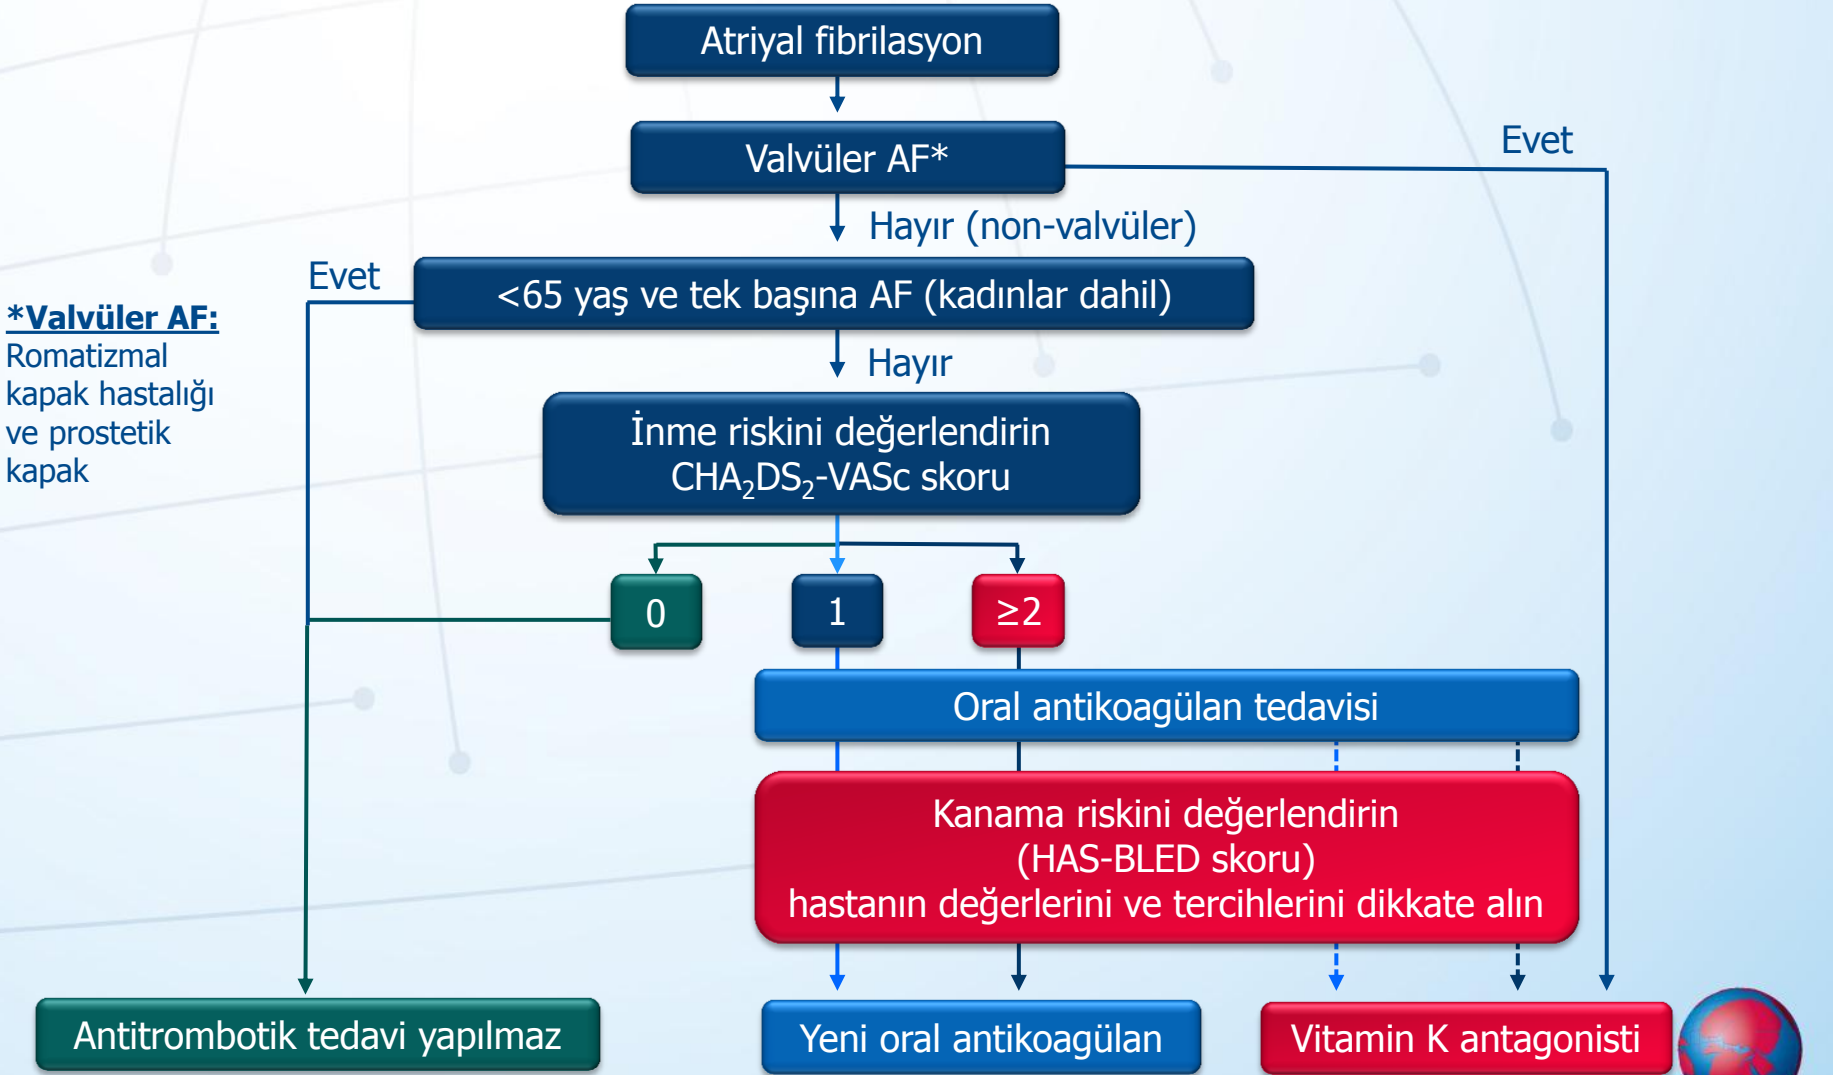 Atriyal fibrilasyon
Valvüler AF*
Evet
Hayır (non-valvüler)
Evet
<65 yaş ve tek başına AF (kadınlar dahil)
*Valvüler AF:
Romatizmal
kapak hastalığı
ve prostetik
kapak
Hayır
İnme riskini değerlendirin
CHA₂DS₂-VASc skoru
0
1
≥2
Oral antikoagülan tedavisi
Kanama riskini değerlendirin
(HAS-BLED skoru)
hastanın değerlerini ve tercihlerini dikkate alın
Antitrombotik tedavi yapılmaz
Yeni oral antikoagülan
Vitamin K antagonisti